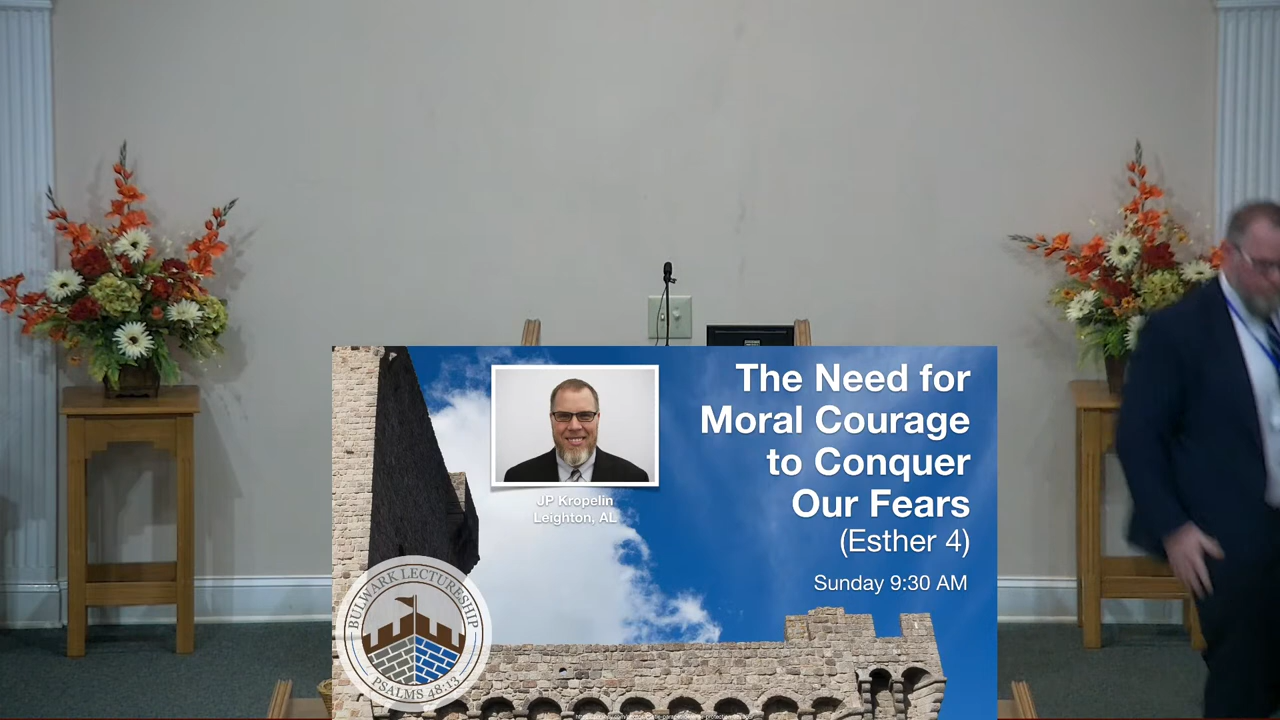 The Need for
Moral Courage
to Conquer
Our Fears
(Esther 4)
Sunday 9:30 AM
JP Kropelin
Leighton, AL
BULWARK LECTURESHIP
PSALMS 48:13